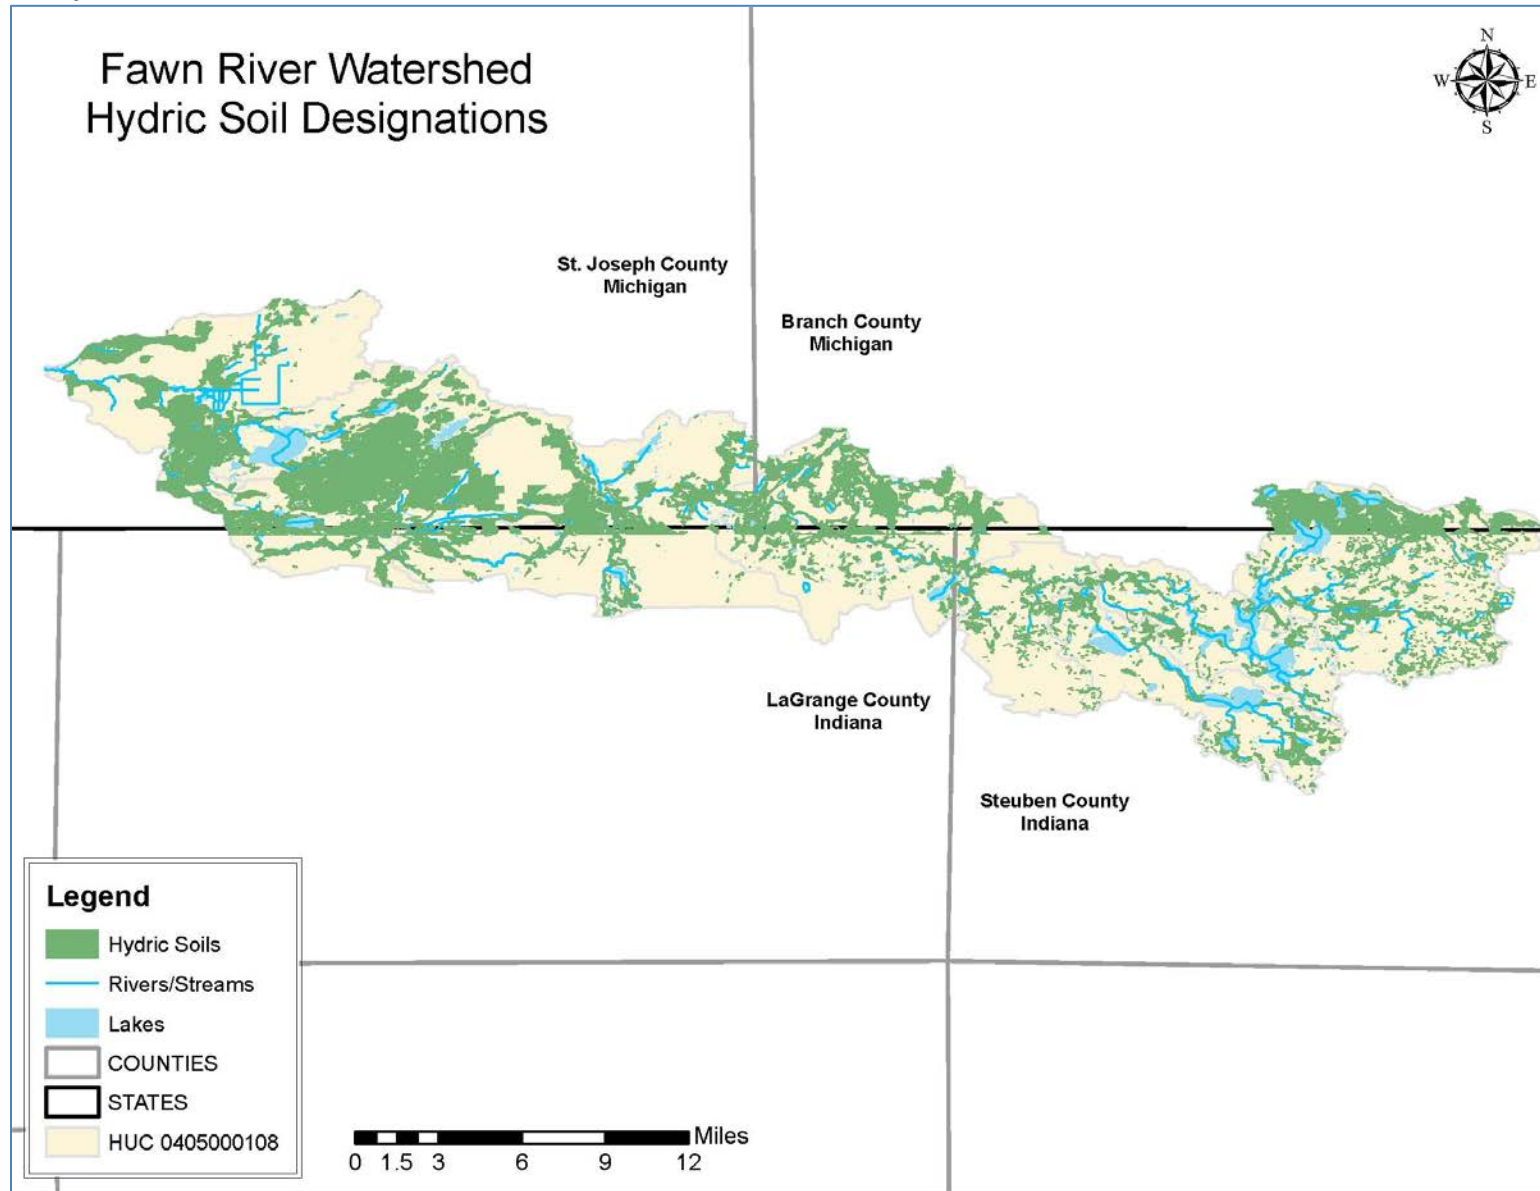 Fawn River Watershed
Hydric Soil Designations
N
W
E
S
St. Joseph County
Michigan
Branch County
Michigan
LaGrange County
Indiana
Steuben County
Indiana
Legend
Hydric Soils
Rivers/Streams
Lakes
COUNTIES
STATES
HUC 0405000108
Miles
0 1.5 3 6 9 12